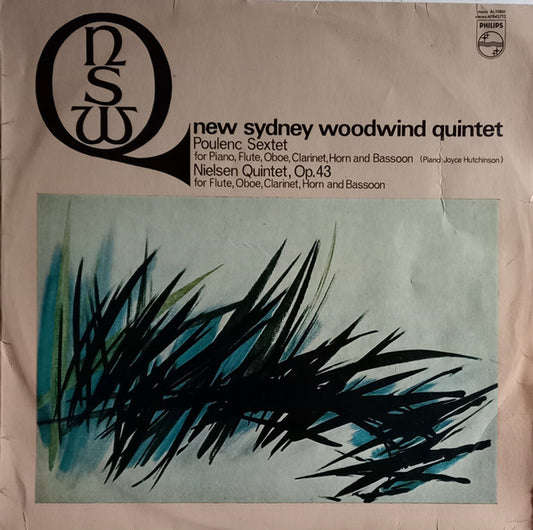 n
s
w
Q
PHILIPS
new sydney woodwind quintet
Poulenc Sextet
for Piano, Flute, Oboe, Clarinet, Horn and Bassoon (Piano: Joyce Hutchinson)
Nielsen Quintet, Op. 43
for Flute, Oboe, Clarinet, Horn and Bassoon